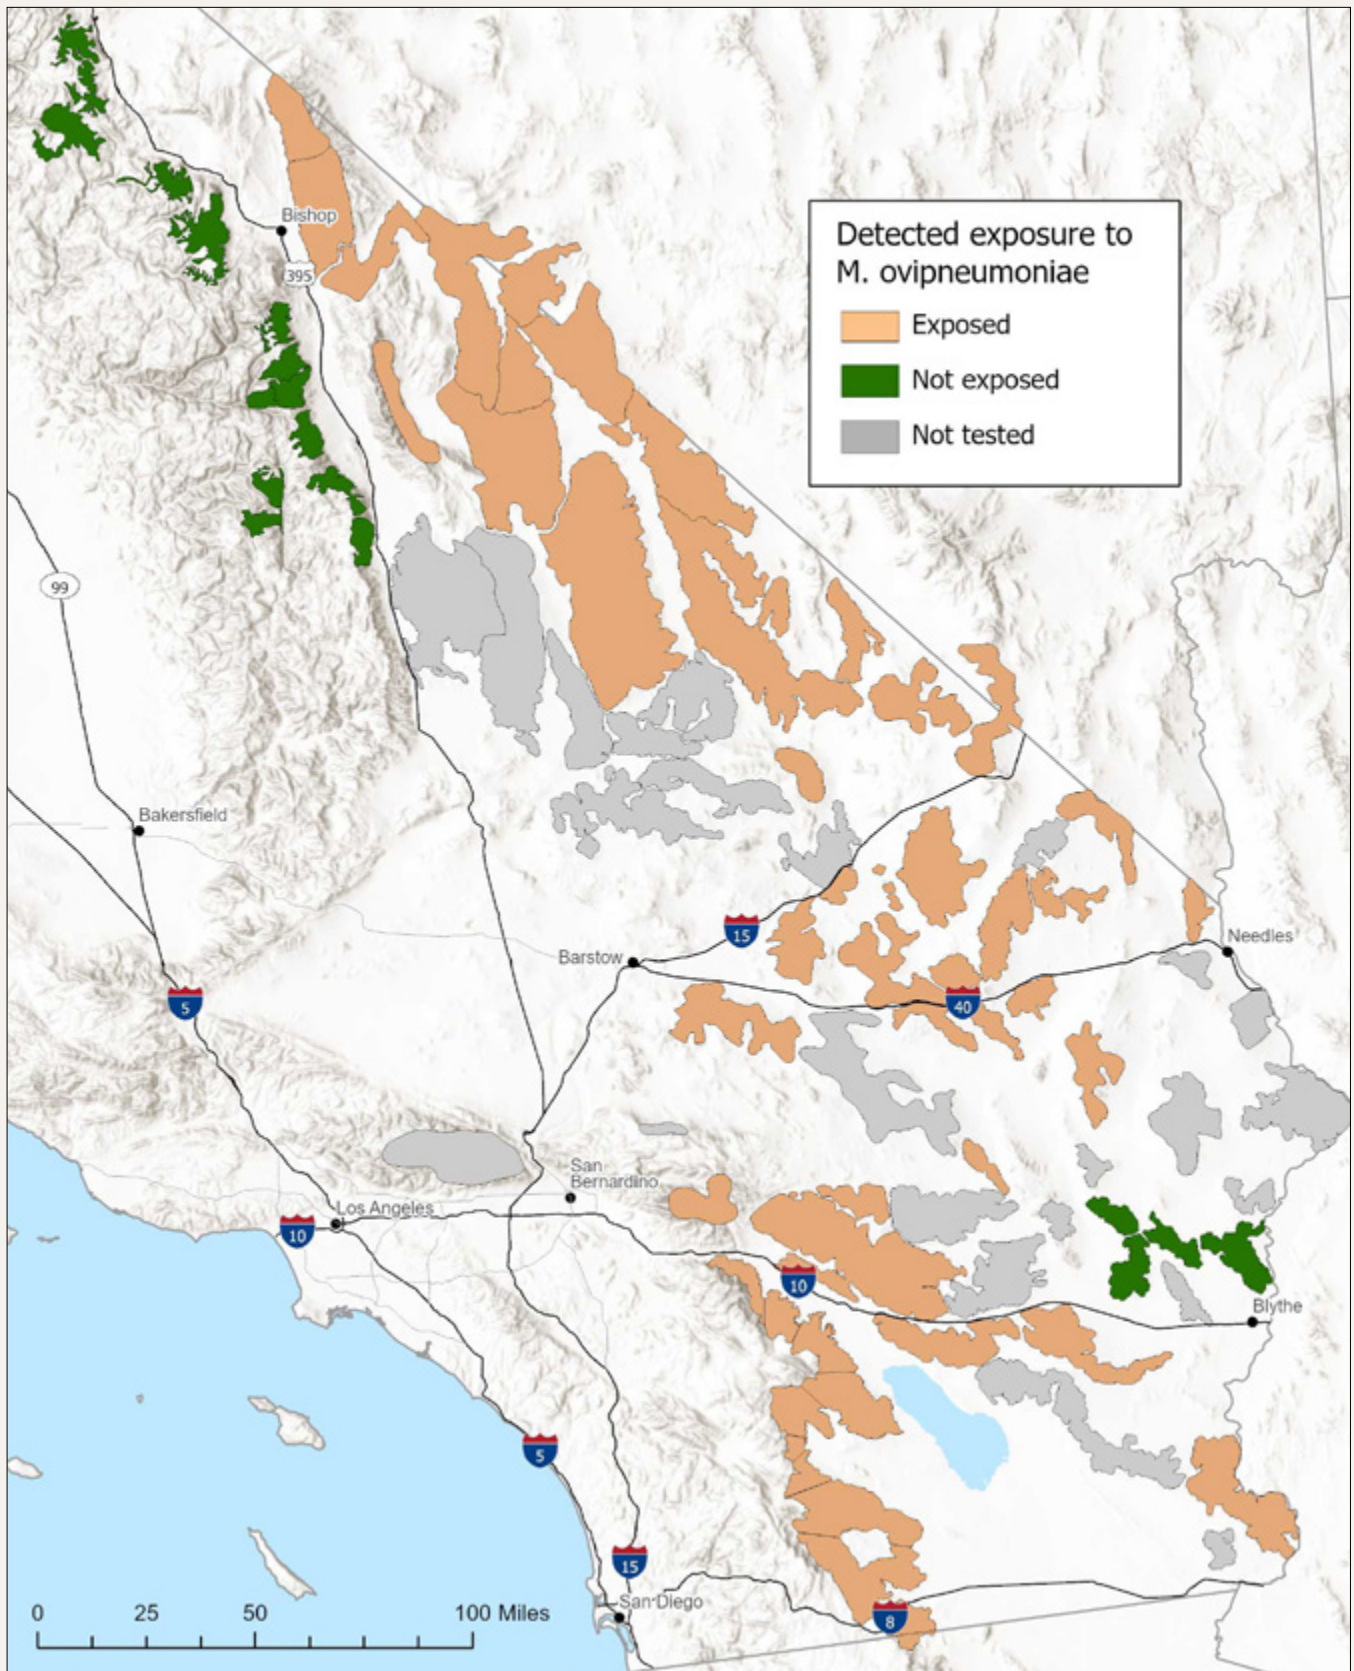 Bishop
395
Detected exposure to
M. ovipneumoniae
Exposed
Not exposed
Not tested
99
Bakersfield
15
Needles
Barstow
5
40
San
Bernardino
Los Angeles
10
10
Blythe
5
15
San Diego
8
0 25 50 100 Miles